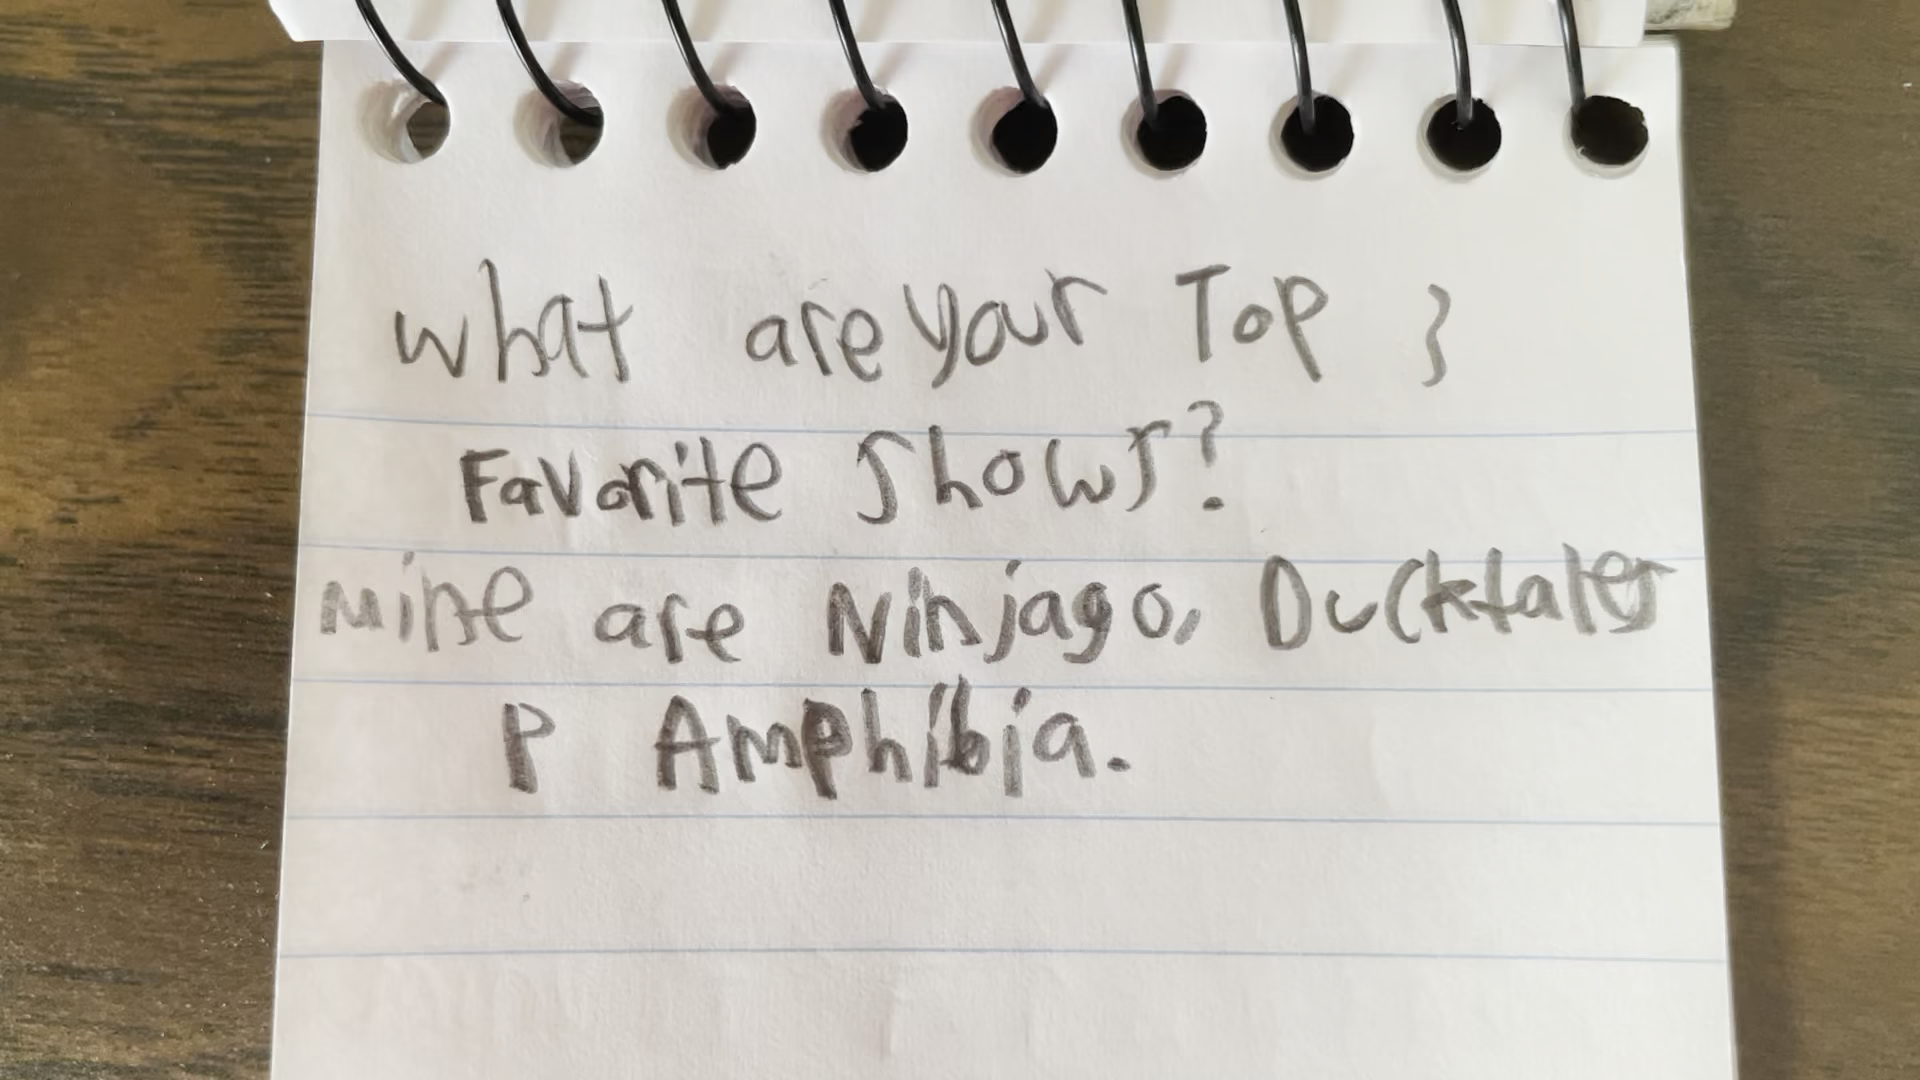 What are your Top 3
Favorite Shows?
Mine are Ninjago, Ducktales
P Amphibia.